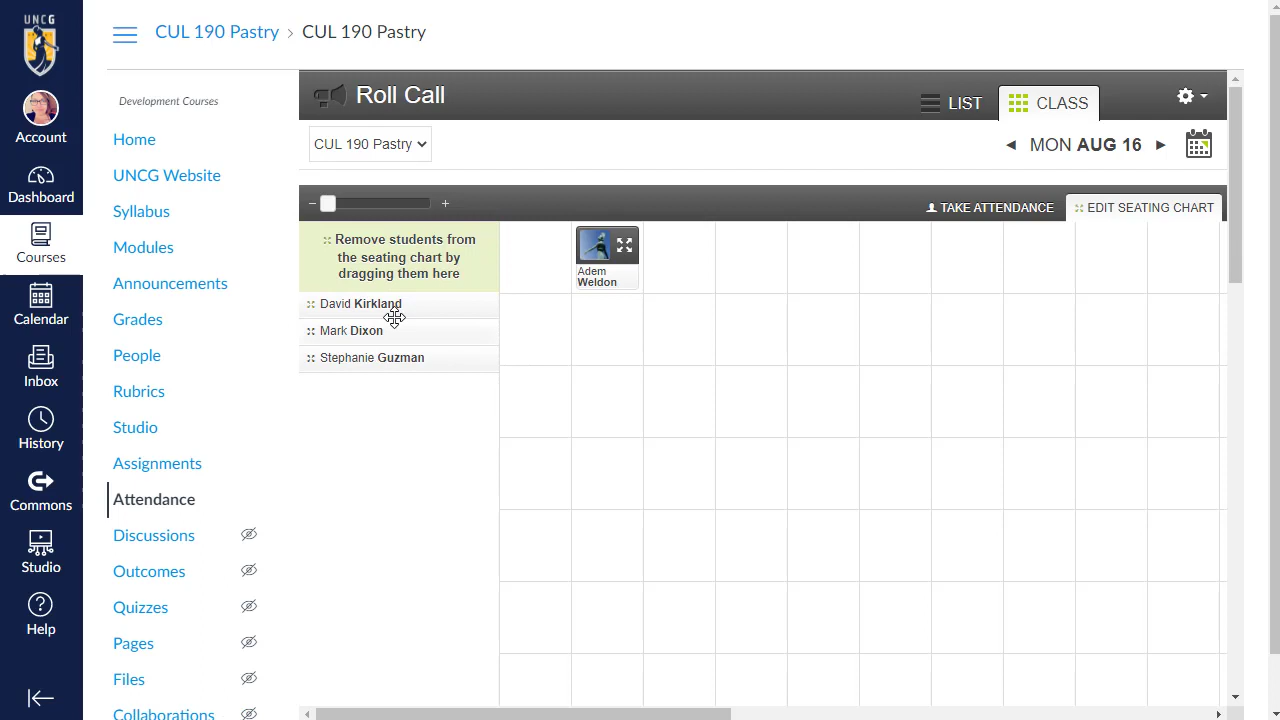 UNCG
Account
Dashboard
Courses
Calendar
Inbox
History
Commons
Studio
Help
CUL 190 Pastry › CUL 190 Pastry
Development Courses
Home
UNCG Website
Syllabus
Modules
Announcements
Grades
People
Rubrics
Studio
Assignments
Attendance
Discussions
Outcomes
Quizzes
Pages
Files
Collaborations
Roll Call
LIST
CLASS
CUL 190 Pastry
MON AUG 16
TAKE ATTENDANCE
EDIT SEATING CHART
Remove students from
the seating chart by
dragging them here
David Kirkland
Mark Dixon
Stephanie Guzman
Adem
Weldon